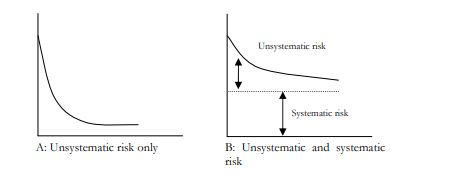 Unsystematic risk
Systematic risk
A: Unsystematic risk only
B: Unsystematic and systematic
risk